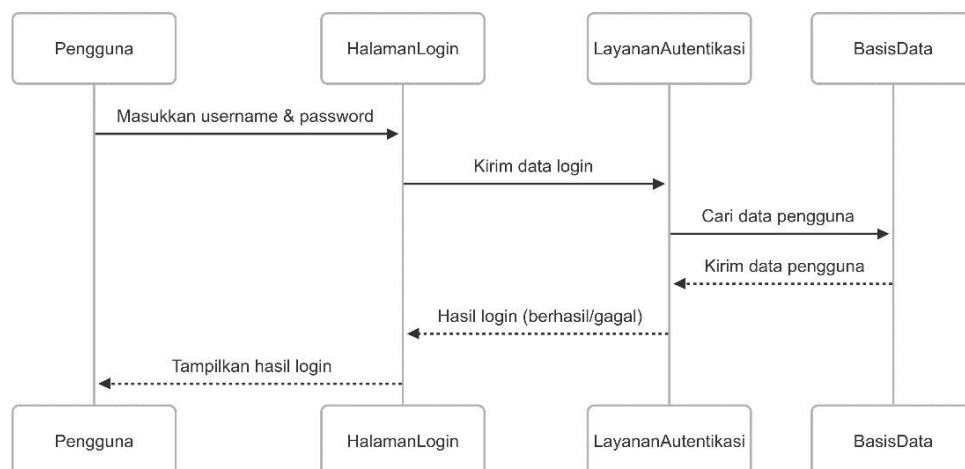 Pengguna
HalamanLogin
LayananAutentikasi
BasisData
Masukkan username & password
Kirim data login
Cari data pengguna
Kirim data pengguna
Hasil login (berhasil/gagal)
Tampilkan hasil login
Pengguna
HalamanLogin
LayananAutentikasi
BasisData